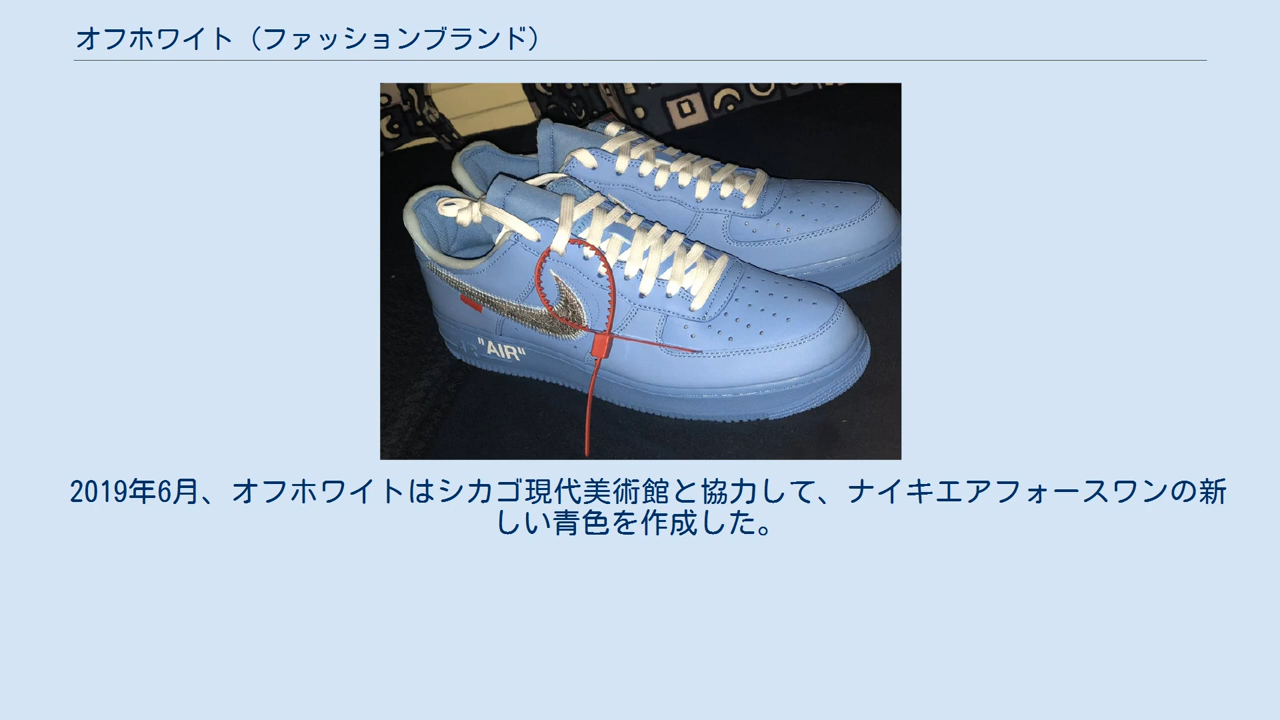 オフホワイト（ファッションブランド）
"AIR"
2019年6月、オフホワイトはシカゴ現代美術館と協力して、ナイキエアフォースワンの新
しい青色を作成した。